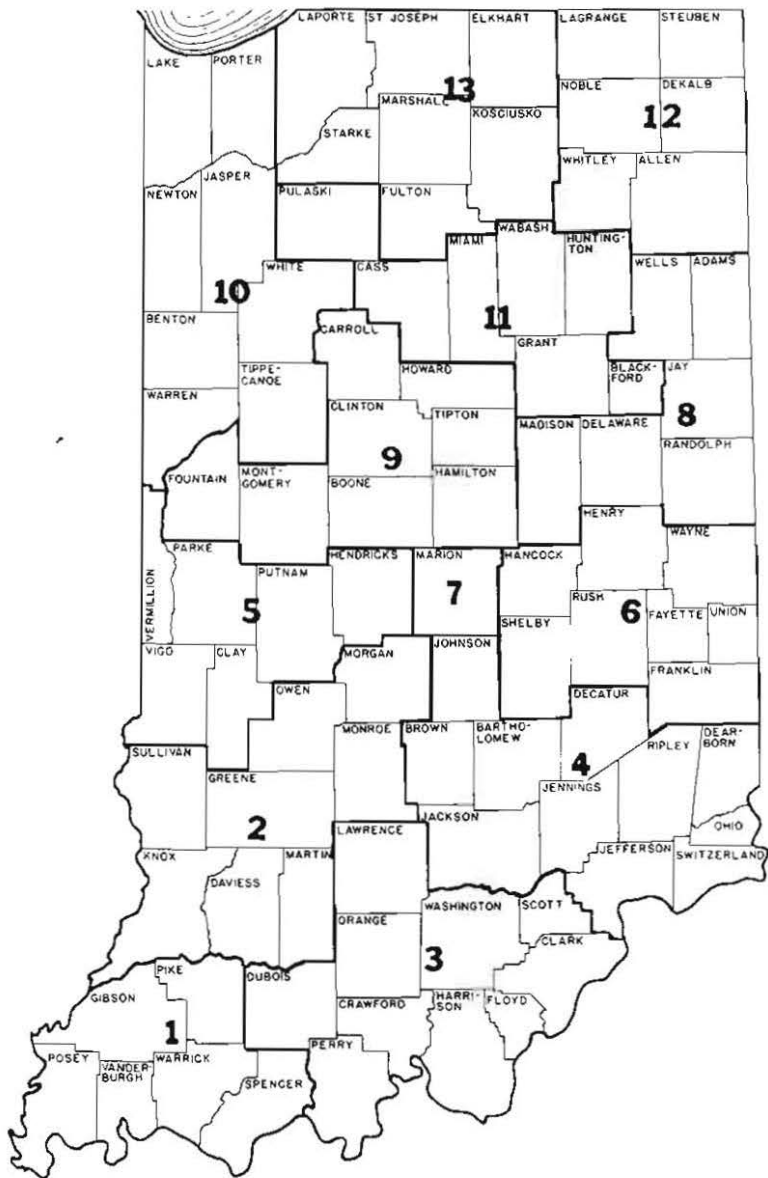 LAPORTE
ST JOSEPH
ELKHART
LAGRANGE
STEUBEN
LAKE
PORTER
13
NOBLE
DEKALB
MARSHALL
KOSCIUSKO
12
STARKE
WHITLEY
ALLEN
JASPER
NEWTON
PULASKI
FULTON
WABASH
MIAMI
HUNTING-
TON
WHITE
CASS
WELLS
ADAMS
10
11
BENTON
CARROLL
GRANT
TIPPE-
CANOE
HOWARD
BLACK-
FORD
JAY
WARREN
CLINTON
TIPTON
MADISON
DELAWARE
8
RANDOLPH
9
FOUNTAIN
MONT-
GOMERY
BOONE
HAMILTON
HENRY
WAYNE
PARKE
HENDRICKS
MARION
HANCOCK
PUTNAM
VERMILLION
5
7
RUSH
6
SHELBY
FAYETTE
UNION
VIGO
CLAY
MORGAN
JOHNSON
FRANKLIN
OWEN
DECATUR
MONROE
BROWN
BARTHO-
LOMEW
DEAR-
BORN
RIPLEY
SULLIVAN
4
GREENE
JENNINGS
JACKSON
OHIO
2
LAWRENCE
KNOX
MARTIN
JEFFERSON
SWITZERLAND
DAVIESS
WASHINGTON
SCOTT
ORANGE
CLARK
3
PIKE
DUBOIS
GIBSON
CRAWFORD
HARRI-
SON
FLOYD
1
POSEY
VANDER-
BURGH
WARRICK
PERRY
SPENCER